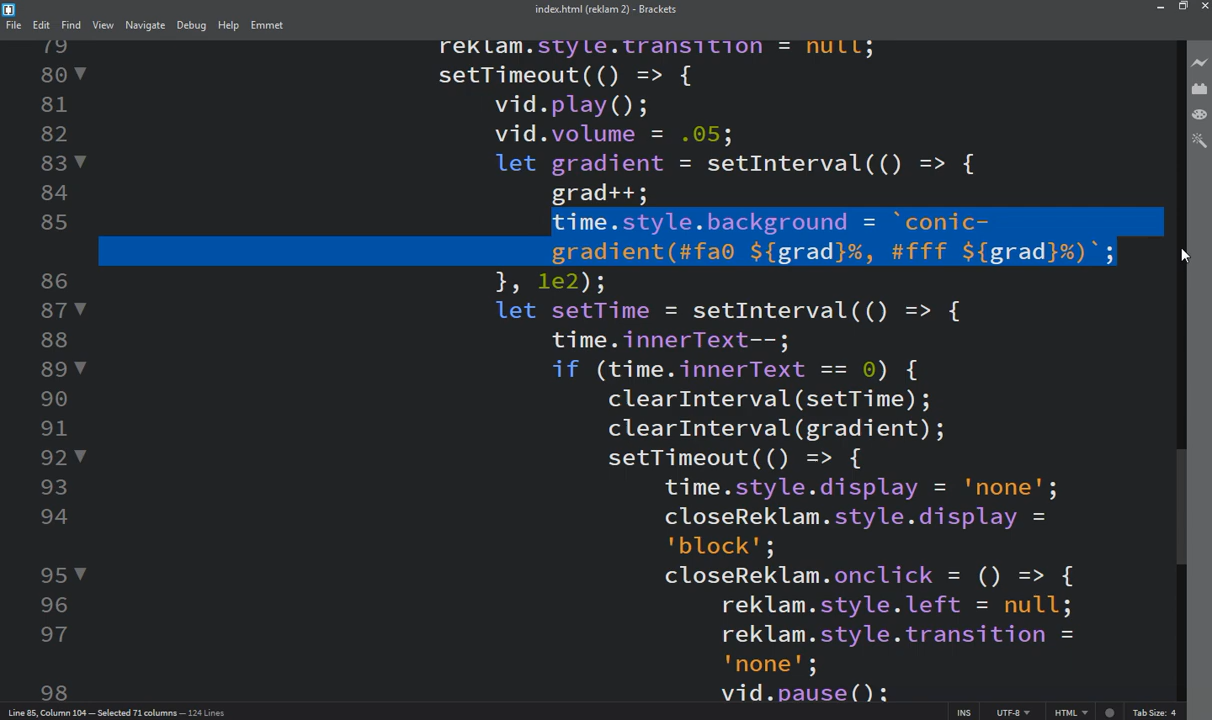 index.html (reklam 2) - Brackets
File Edit Find View Navigate Debug Help Emmet
79 reklam.style.transition = null;
80 setTimeout(() => {
81 vid.play();
82 vid.volume = .05;
83 let gradient = setInterval(() => {
84 grad++;
85 time.style.background = `conic-
gradient(#fa0 ${grad}%, #fff ${grad}%)`;
86 }, 1e2);
87 let setTime = setInterval(() => {
88 time.innerText--;
89 if (time.innerText == 0) {
90 clearInterval(setTime);
91 clearInterval(gradient);
92 setTimeout(() => {
93 time.style.display = 'none';
94 closeReklam.style.display =
'block';
95 closeReklam.onclick = () => {
96 reklam.style.left = null;
97 reklam.style.transition =
'none';
98 vid.pause();
Line 85, Column 104 — Selected 71 columns — 124 Lines INS UTF-8 HTML Tab Size: 4